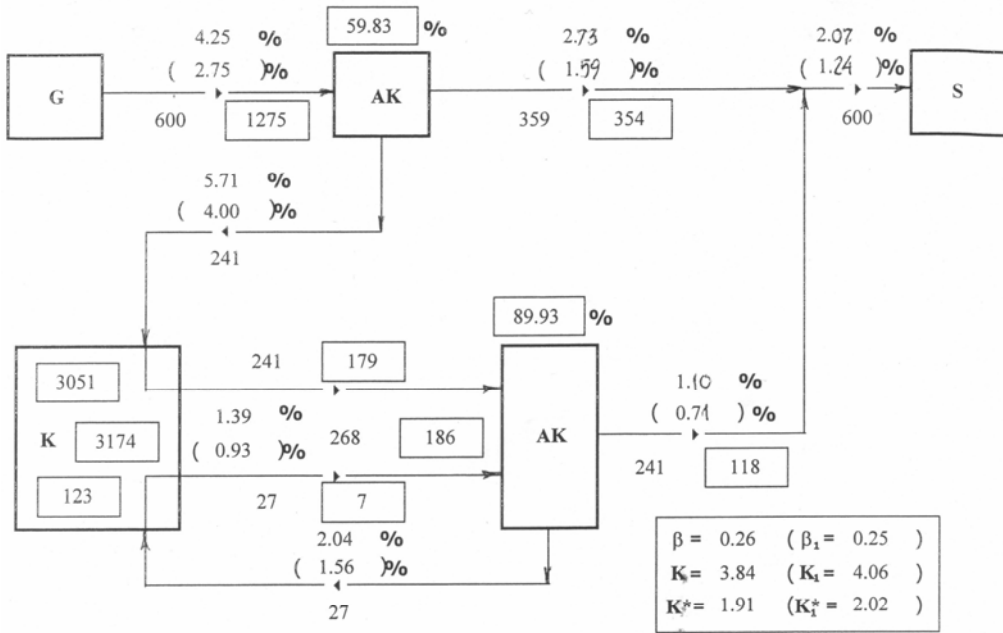 4.25 %
( 2.75 )%
59.83 %
2.73 %
( 1.59 )%
2.07 %
( 1.24 )%
G
AK
S
600
1275
359
354
600
5.71 %
( 4.00 )%
241
89.93 %
241
179
3051
1.39 %
( 0.93 )%
K
3174
268
186
AK
1.10 %
( 0.71 )%
123
27
7
241
118
2.04 %
( 1.56 )%
27
β = 0.26 ( β₁ = 0.25 )
K = 3.84 ( K₁ = 4.06 )
K* = 1.91 ( K₁* = 2.02 )